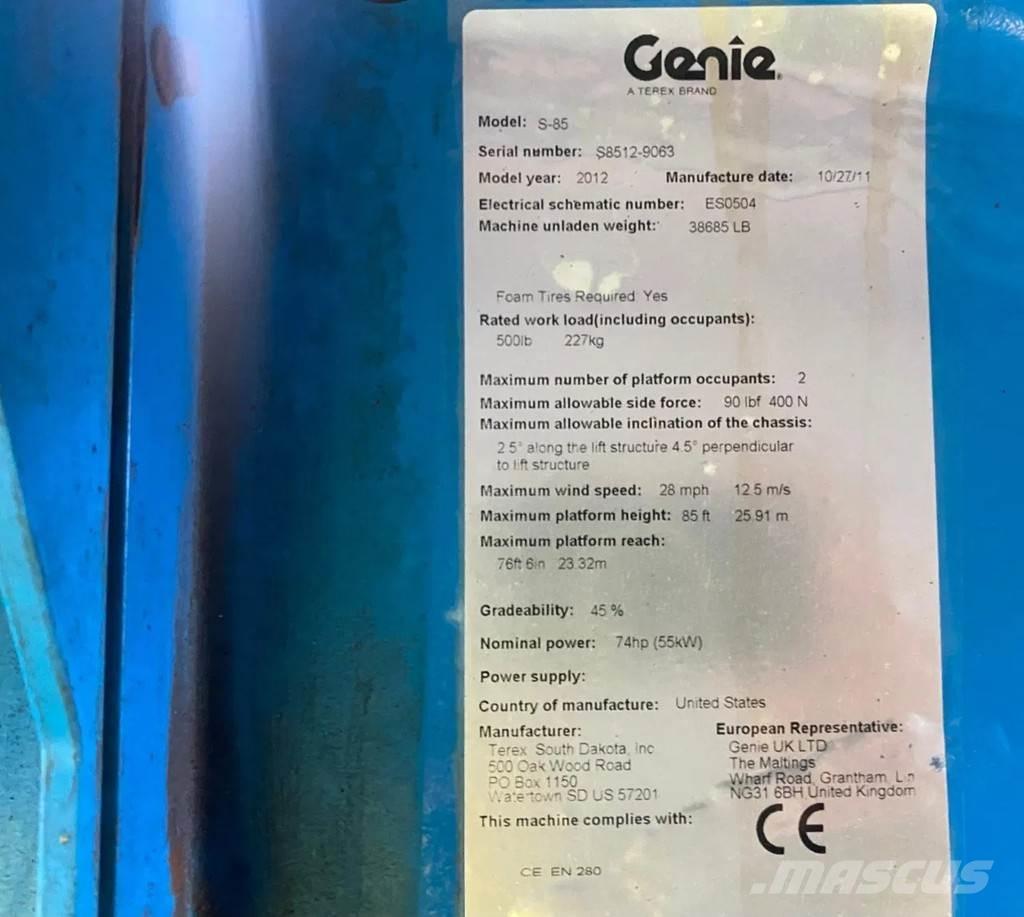 Genie
A TEREX BRAND
Model: S-85
Serial number: S8512-9063
Model year: 2012 Manufacture date: 10/27/11
Electrical schematic number: ES0504
Machine unladen weight: 38685 LB
Foam Tires Required Yes
Rated work load(including occupants):
500lb 227kg
Maximum number of platform occupants: 2
Maximum allowable side force: 90 lbf 400 N
Maximum allowable inclination of the chassis:
2.5° along the lift structure 4.5° perpendicular
to lift structure
Maximum wind speed: 28 mph 12.5 m/s
Maximum platform height: 85 ft 25.91 m
Maximum platform reach:
76ft 6in 23.32m
Gradeability: 45 %
Nominal power: 74hp (55kW)
Power supply:
Country of manufacture: United States
Manufacturer: European Representative:
Terex South Dakota, Inc Genie UK LTD
500 Oak Wood Road The Maltings
PO Box 1150 Wharf Road, Grantham,
Watertown SD US 57201 NG31 6BH United Kingdom
This machine complies with: CE
CE EN 280
MASCUS